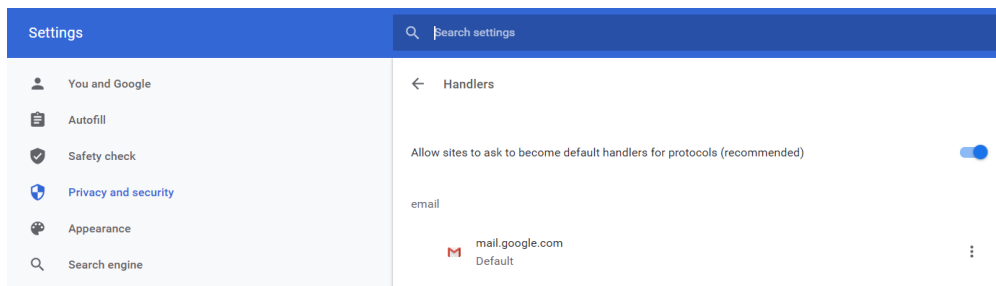 Settings
Search settings
You and Google
Autofill
Safety check
Privacy and security
Appearance
Search engine
Handlers
Allow sites to ask to become default handlers for protocols (recommended)
email
mail.google.com
Default